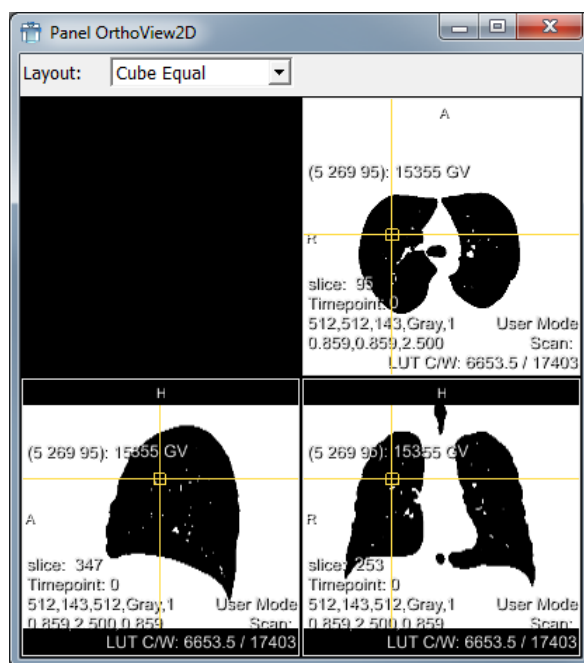 Panel OrthoView2D
Layout: Cube Equal
A
(5 269 95): 15355 GV
R
slice: 95
Timepoint: 0
512,512,143,Gray,1 User Mode
0.859,0.859,2.500 Scan:
LUT C/W: 6653.5 / 17403
H
(5 269 95): 15355 GV
A
slice: 347
Timepoint: 0
512,143,512,Gray,1 User Mode
0.859,2.500,0.859 Scan:
LUT C/W: 6653.5 / 17403
H
(5 269 95): 15355 GV
R
slice: 253
Timepoint: 0
512,143,512,Gray,1 User Mode
0.859,2.500,0.859 Scan:
LUT C/W: 6653.5 / 17403